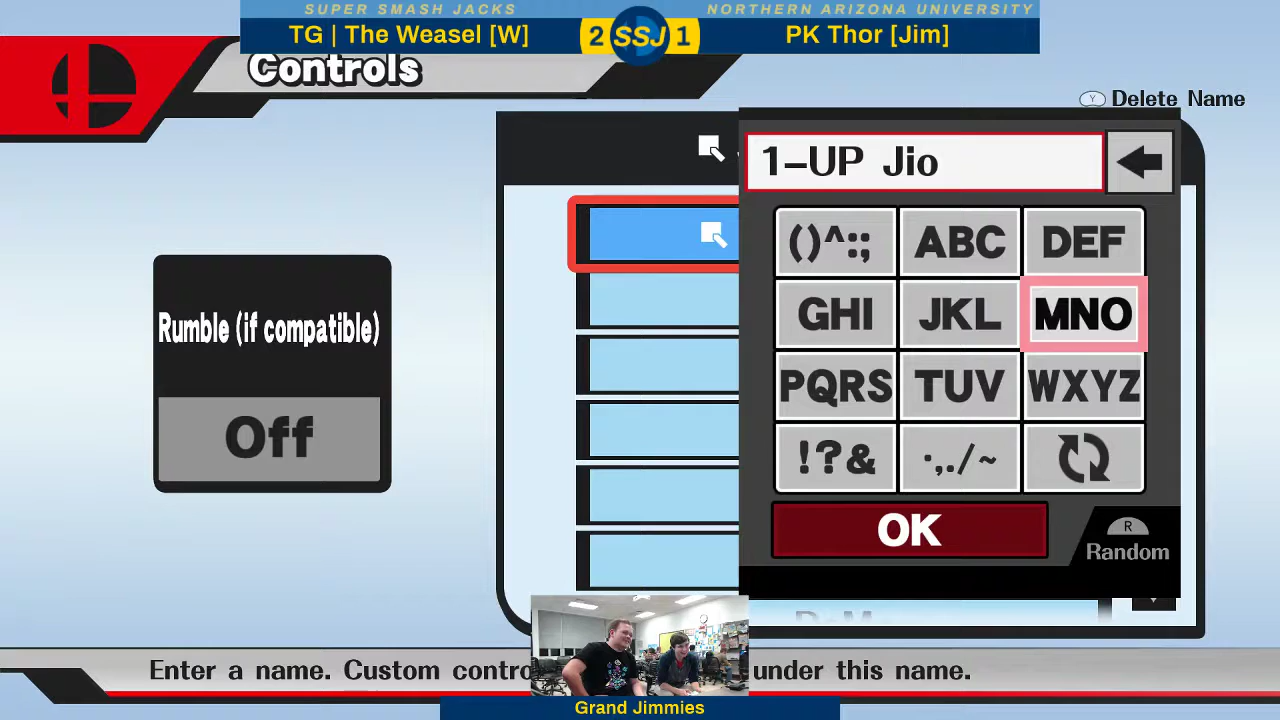 SUPER SMASH JACKS
NORTHERN ARIZONA UNIVERSITY
TG | The Weasel [W]
2 SSJ 1
PK Thor [Jim]
Controls
Y Delete Name
1-UP Jio
()^:; ABC DEF
GHI JKL MNO
PQRS TUV WXYZ
!?& ·,./~
OK
R
Random
Rumble (if compatible)
Off
Enter a name. Custom contro
under this name.
Grand Jimmies